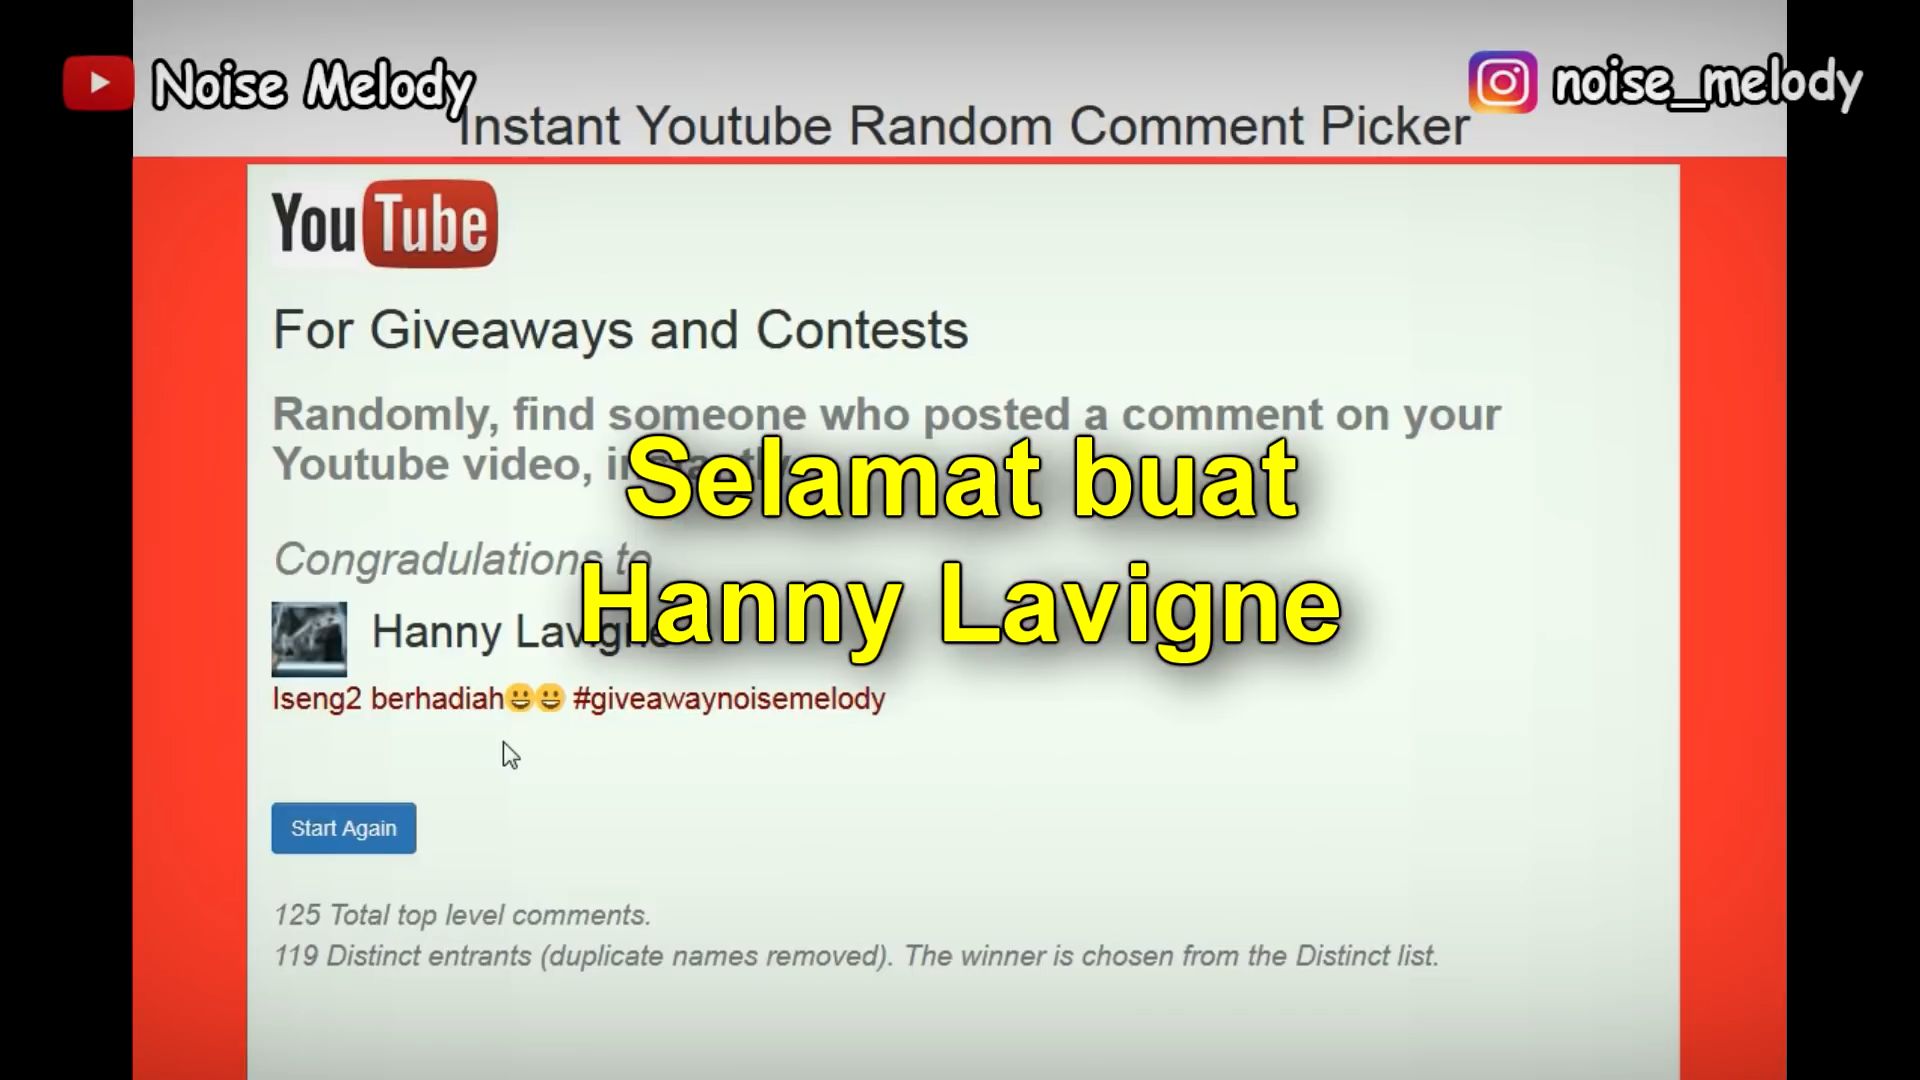 Noise Melody
noise_melody
Instant Youtube Random Comment Picker
YouTube
For Giveaways and Contests
Randomly, find someone who posted a comment on your
Youtube video, instantly
Selamat buat
Congradulations to
Hanny Lavigne
Hanny Lavigne
Iseng2 berhadiah😀😀 #giveawaynoisemelody
Start Again
125 Total top level comments.
119 Distinct entrants (duplicate names removed). The winner is chosen from the Distinct list.